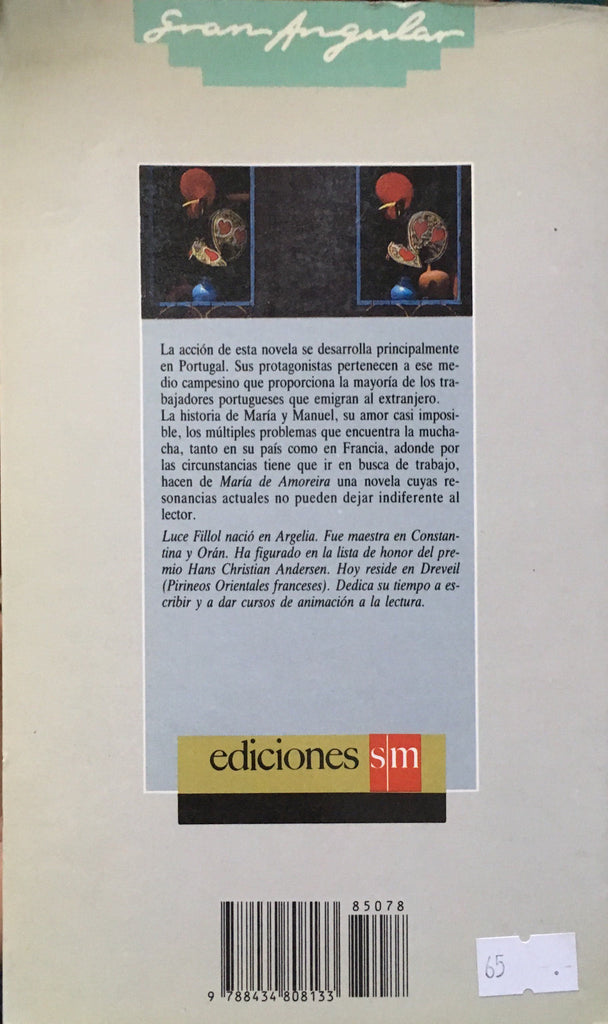 Gran Angular
La acción de esta novela se desarrolla principalmente
en Portugal. Sus protagonistas pertenecen a ese me-
dio campesino que proporciona la mayoría de los tra-
bajadores portugueses que emigran al extranjero.
La historia de María y Manuel, su amor casi imposi-
ble, los múltiples problemas que encuentra la mucha-
cha, tanto en su país como en Francia, adonde por
las circunstancias tiene que ir en busca de trabajo,
hacen de María de Amoreira una novela cuyas re-
sonancias actuales no pueden dejar indiferente al
lector.
Luce Fillol nació en Argelia. Fue maestra en Constan-
tina y Orán. Ha figurado en la lista de honor del pre-
mio Hans Christian Andersen. Hoy reside en Dreveil
(Pirineos Orientales franceses). Dedica su tiempo a es-
cribir y a dar cursos de animación a la lectura.
ediciones s|m
85078
9 788434 808133
65 -.-